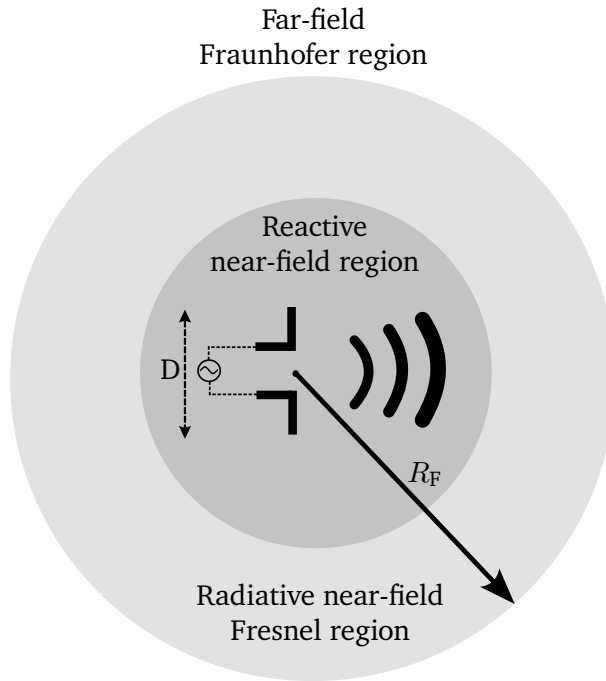 Far-field
Fraunhofer region
Reactive
near-field region
D
R_F
Radiative near-field
Fresnel region